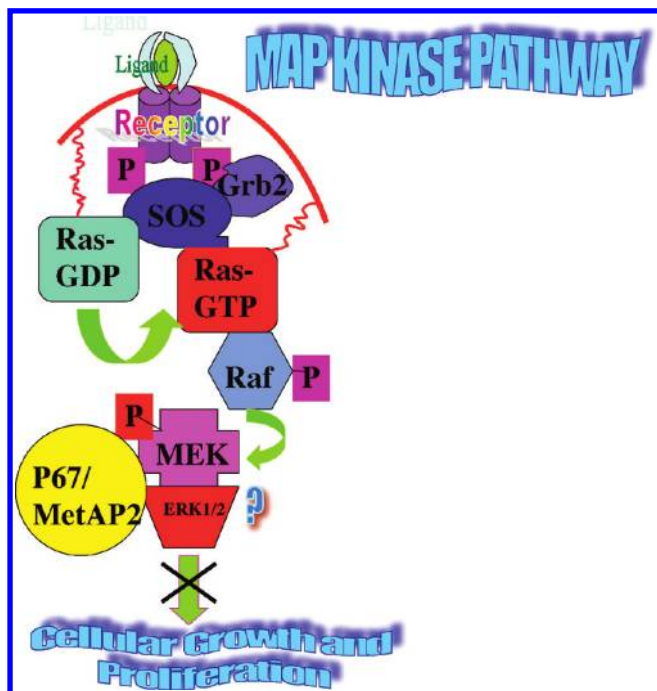 Ligand
MAP KINASE PATHWAY
Ligand
Receptor
P
P
Grb2
SOS
Ras-
GDP
Ras-
GTP
Raf
P
P
MEK
P67/
MetAP2
ERK1/2
?
Cellular Growth and
Proliferation